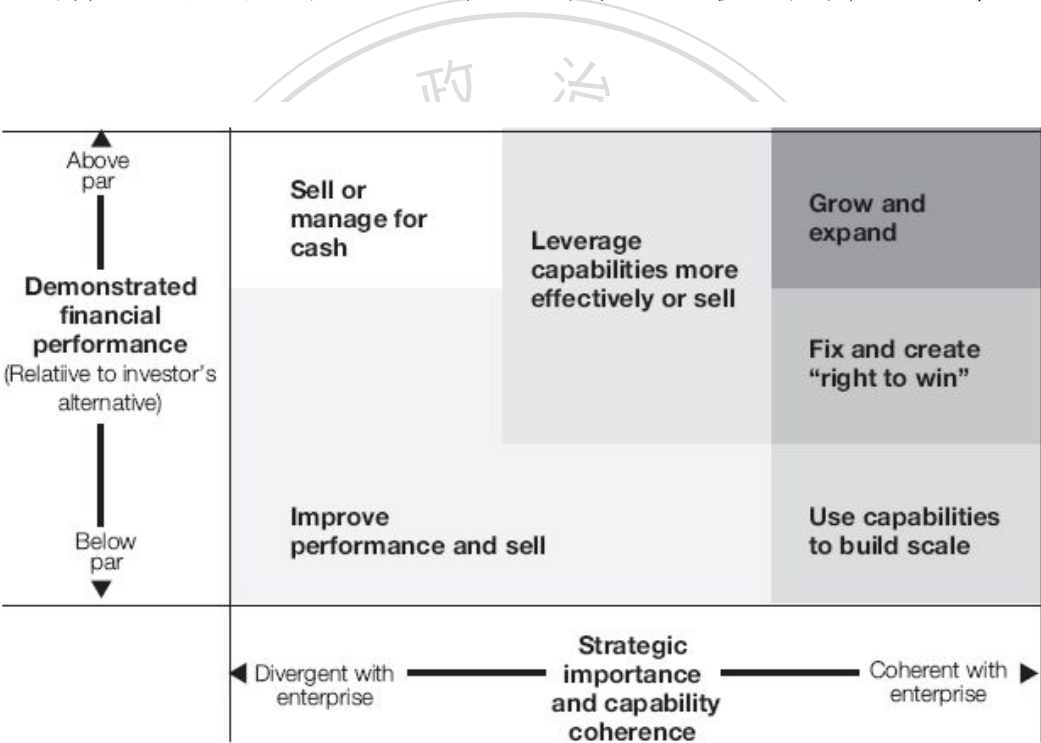 政 治
Above
par
Demonstrated
financial
performance
(Relatiive to investor's
alternative)
Below
par
Sell or
manage for
cash
Leverage
capabilities more
effectively or sell
Grow and
expand
Fix and create
“right to win”
Improve
performance and sell
Use capabilities
to build scale
Divergent with
enterprise
Strategic
importance
and capability
coherence
Coherent with
enterprise